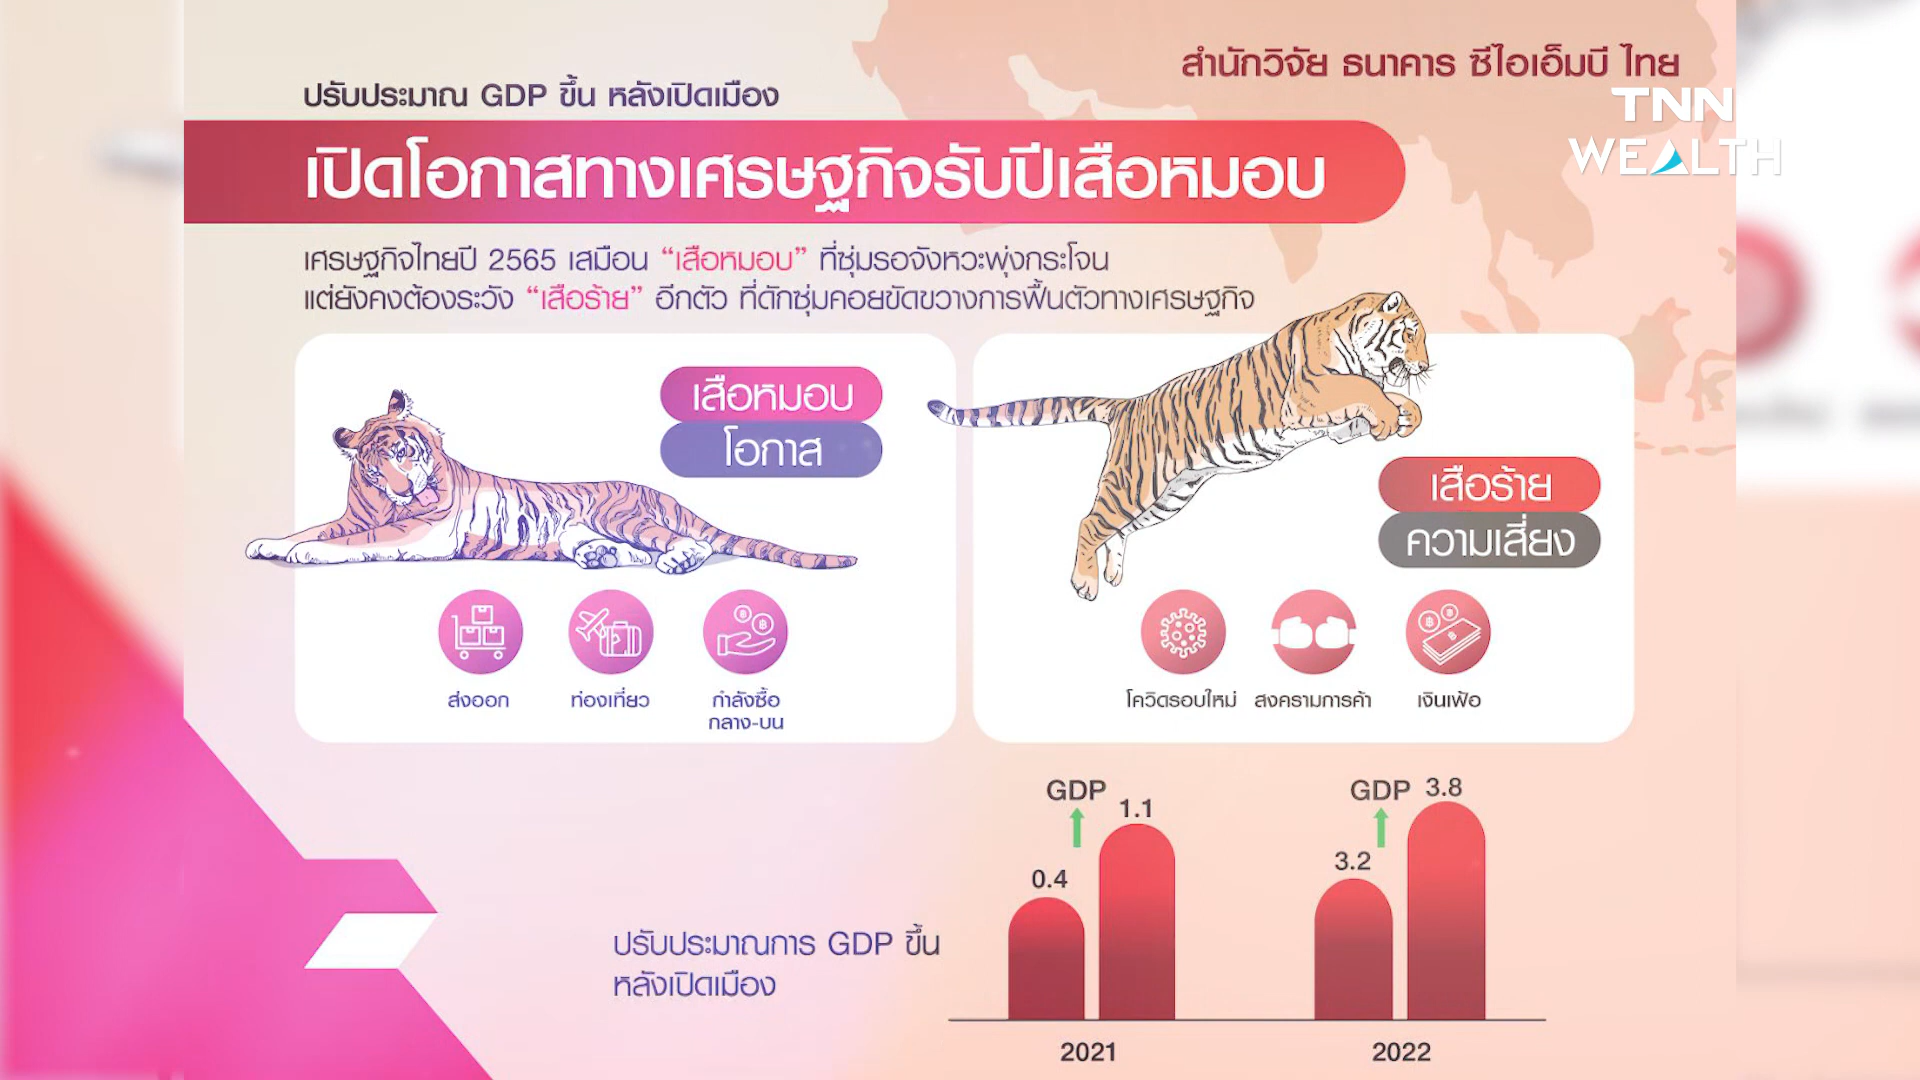 สำนักวิจัย ธนาคาร ซีไอเอ็มบี ไทย
TNN
WEALTH
ปรับประมาณ GDP ขึ้น หลังเปิดเมือง
เปิดโอกาสทางเศรษฐกิจรับปีเสือหมอบ
เศรษฐกิจไทยปี 2565 เสมือน “เสือหมอบ” ที่ซุ่มรอจังหวะพุ่งกระโจน
แต่ยังคงต้องระวัง “เสือร้าย” อีกตัว ที่ดักซุ่มคอยขัดขวางการฟื้นตัวทางเศรษฐกิจ
เสือหมอบ
โอกาส
ส่งออก
ท่องเที่ยว
กำลังซื้อ
กลาง-บน
เสือร้าย
ความเสี่ยง
โควิดรอบใหม่
สงครามการค้า
เงินเฟ้อ
ปรับประมาณการ GDP ขึ้น
หลังเปิดเมือง
GDP
0.4
1.1
2021
GDP
3.2
3.8
2022